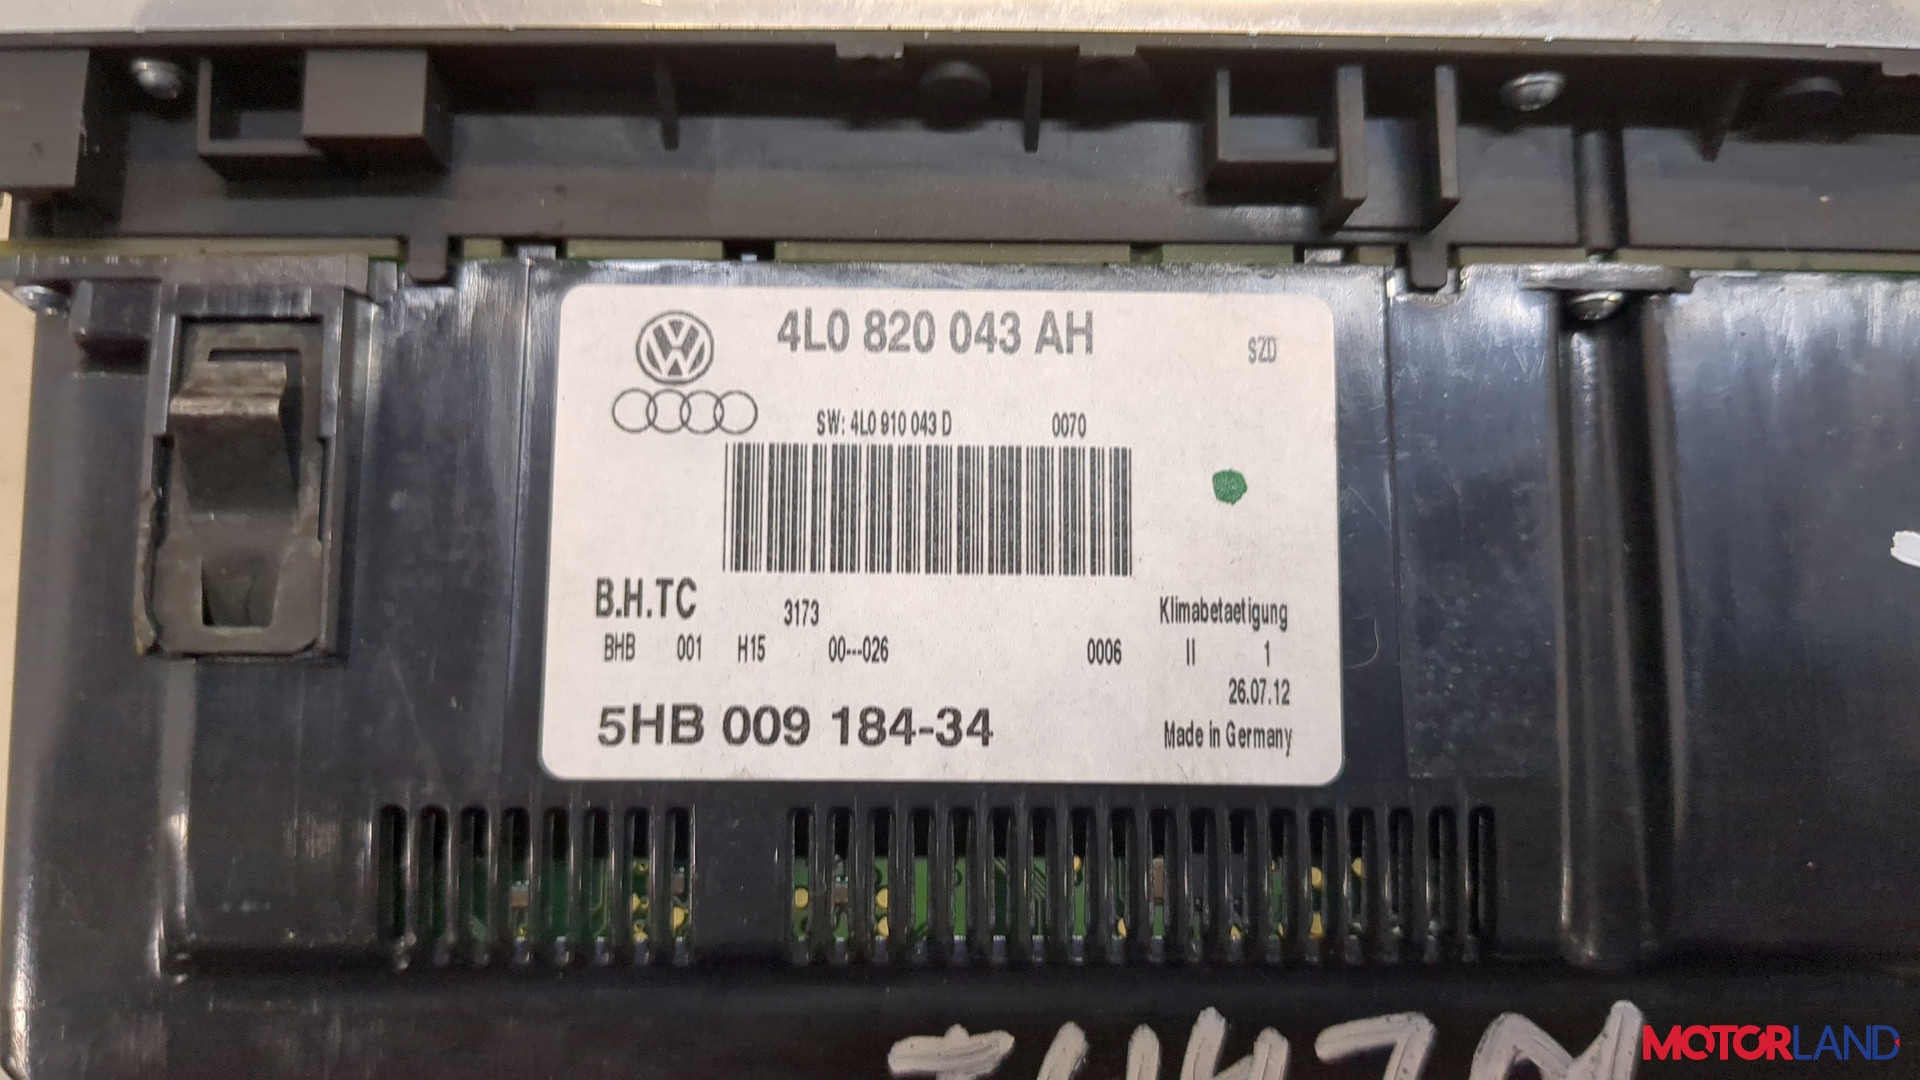 4L0 820 043 AH
SZD
SW: 4L0 910 043 D 0070
B.H.TC 3173 Klimabetaetigung
BHB 001 H15 00---026 0006 II 1
26.07.12
5HB 009 184-34
Made in Germany
MOTORLAND